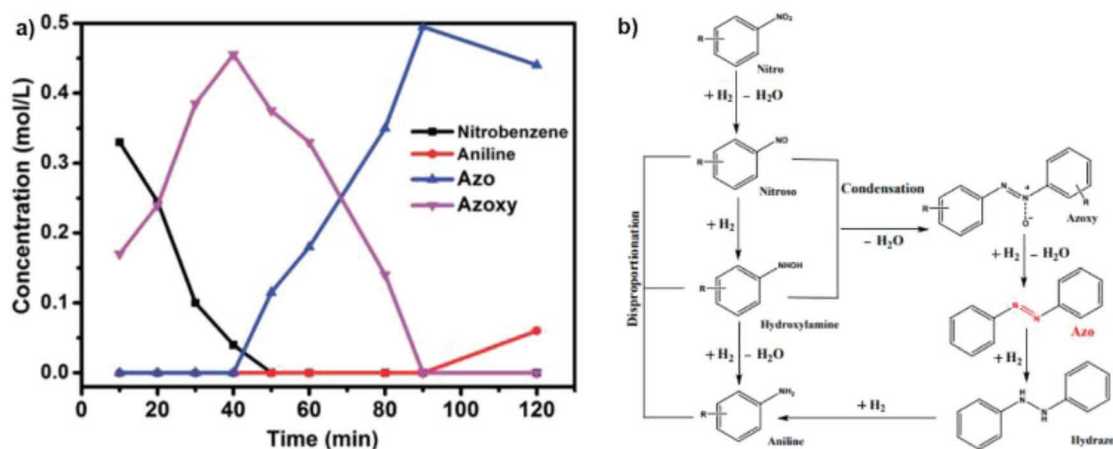 a)
0.5
0.4
0.3
0.2
0.1
0.0
Concentration (mol/L)
0 20 40 60 80 100 120
Time (min)
Nitrobenzene
Aniline
Azo
Azoxy
b)
R
NO₂
Nitro
+ H₂ – H₂O
R
NO
Nitroso
+ H₂
R
NHOH
Hydroxylamine
+ H₂ – H₂O
R
NH₂
Aniline
Disproportionation
Condensation
– H₂O
R
N
N
+
O⁻
R
Azoxy
+ H₂ – H₂O
N
N
Azo
+ H₂
H
N
N
H
Hydrazo
+ H₂